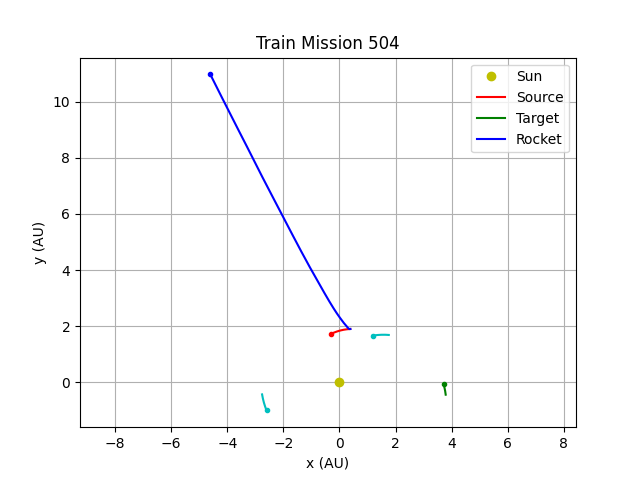 Train Mission 504
Sun
Source
Target
Rocket
10
8
6
4
2
0
y (AU)
−8
−6
−4
−2
0
2
4
6
8
x (AU)